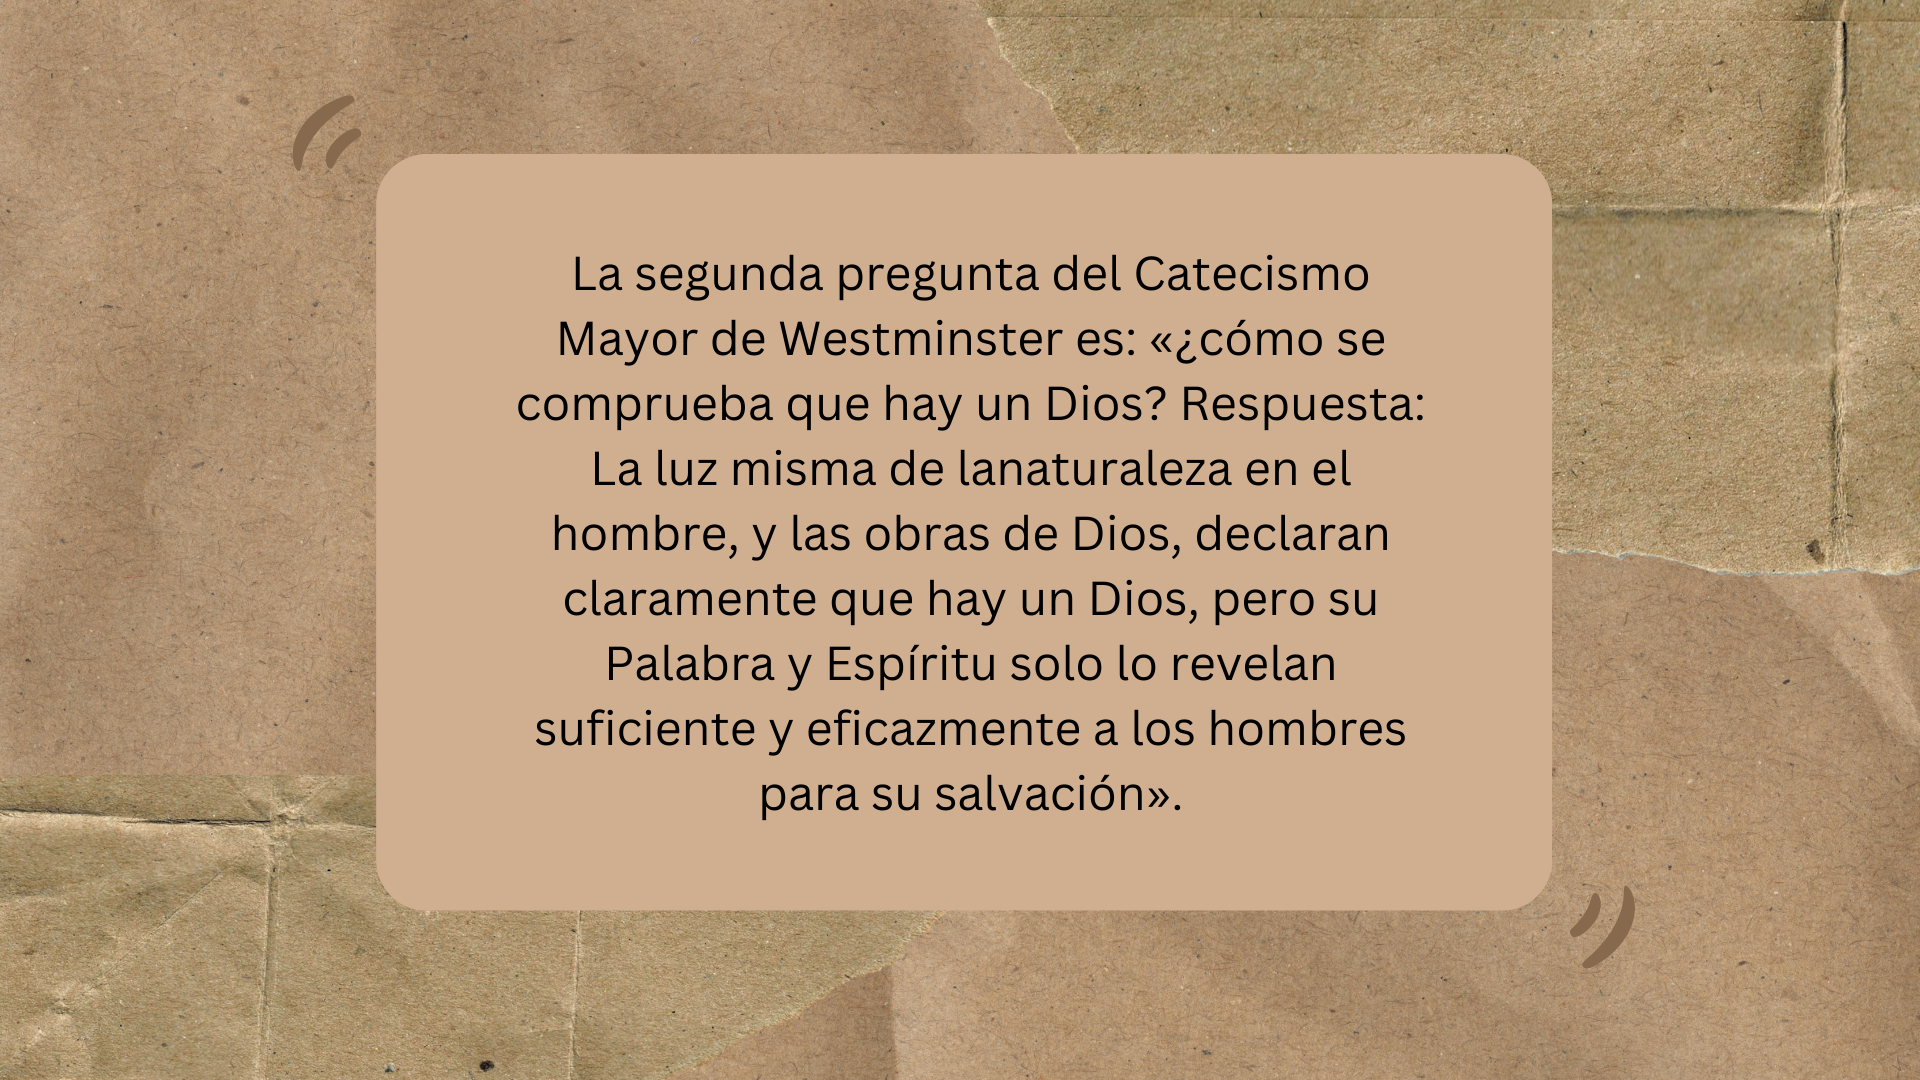 La segunda pregunta del Catecismo
Mayor de Westminster es: «¿cómo se
comprueba que hay un Dios? Respuesta:
La luz misma de lanaturaleza en el
hombre, y las obras de Dios, declaran
claramente que hay un Dios, pero su
Palabra y Espíritu solo lo revelan
suficiente y eficazmente a los hombres
para su salvación».